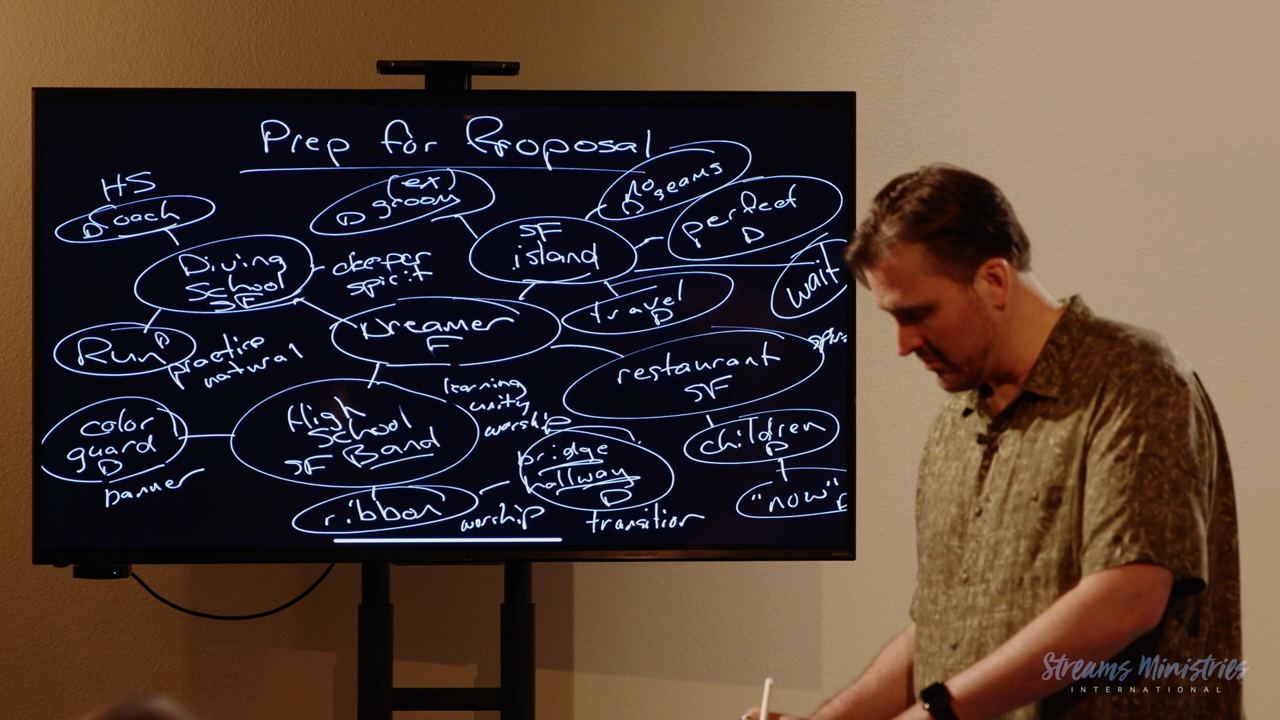 Prep for Proposal
HS
Coach
D
(ex)
groom
D
no
seams
D
perfect
D
SF
island
wait
Diving
School
SF
deeper
spirit
travel
D
Dreamer
F
Run D
practice
natural
restaurant
SF
learning
unity
worship
High
School
SF Band
color
guard
D
banner
children
D
bridge
hallway
D
"now"
ribbon
worship
transition
Streams Ministries
INTERNATIONAL